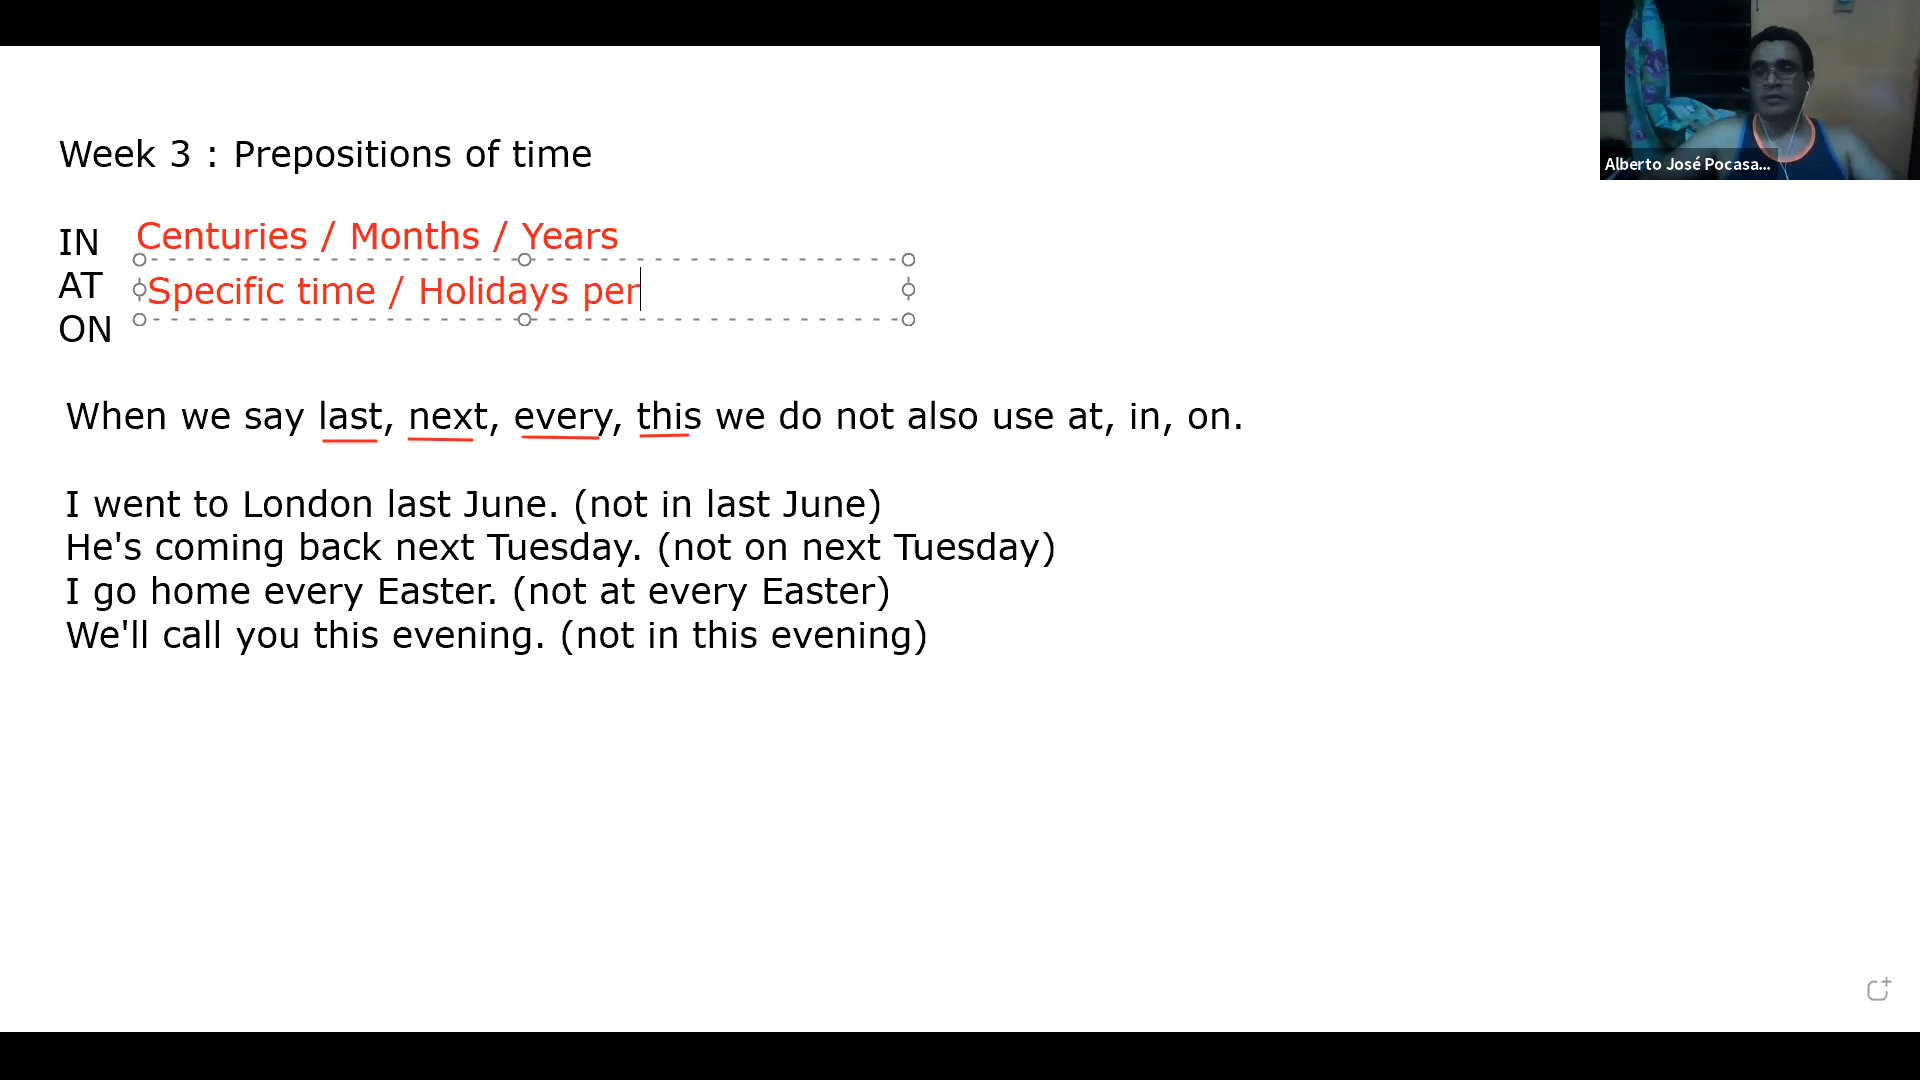 Week 3 : Prepositions of time
IN Centuries / Months / Years
AT Specific time / Holidays per
ON
When we say last, next, every, this we do not also use at, in, on.
I went to London last June. (not in last June)
He's coming back next Tuesday. (not on next Tuesday)
I go home every Easter. (not at every Easter)
We'll call you this evening. (not in this evening)
Alberto José Pocasa...